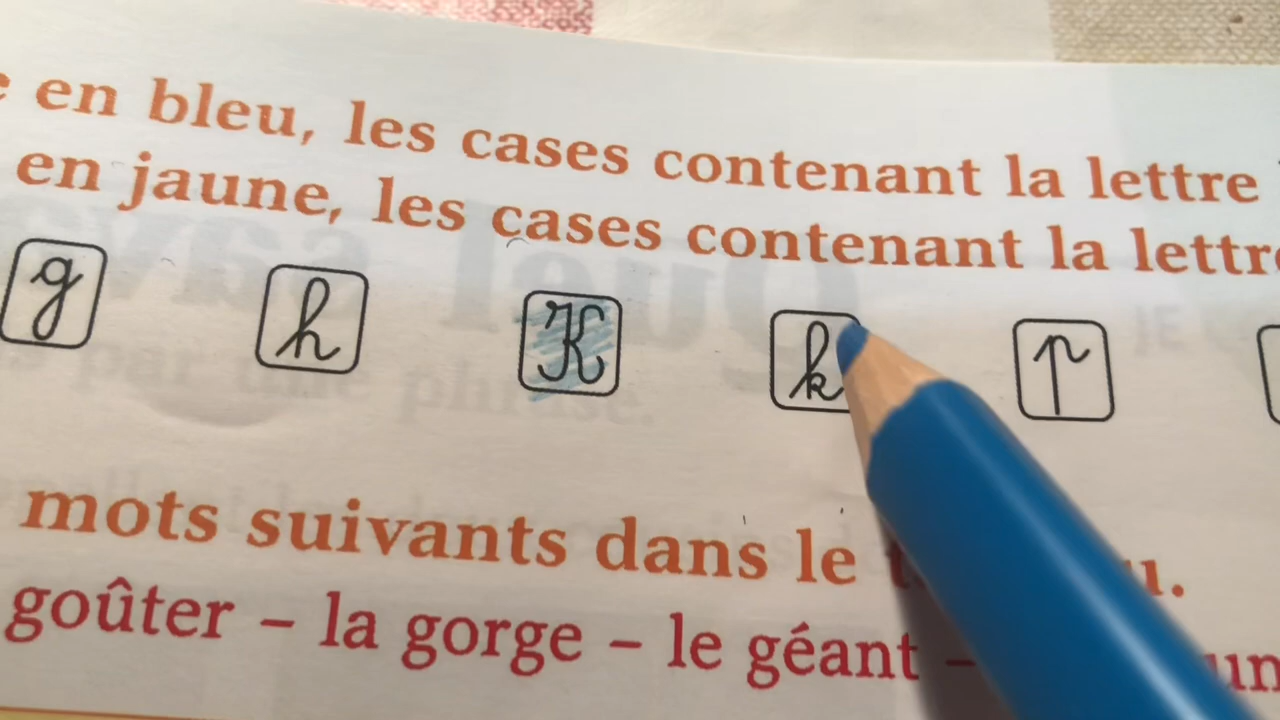 en bleu, les cases contenant la lettre
en jaune, les cases contenant la lettre
g h K k p
mots suivants dans le
goûter – la gorge – le géant –